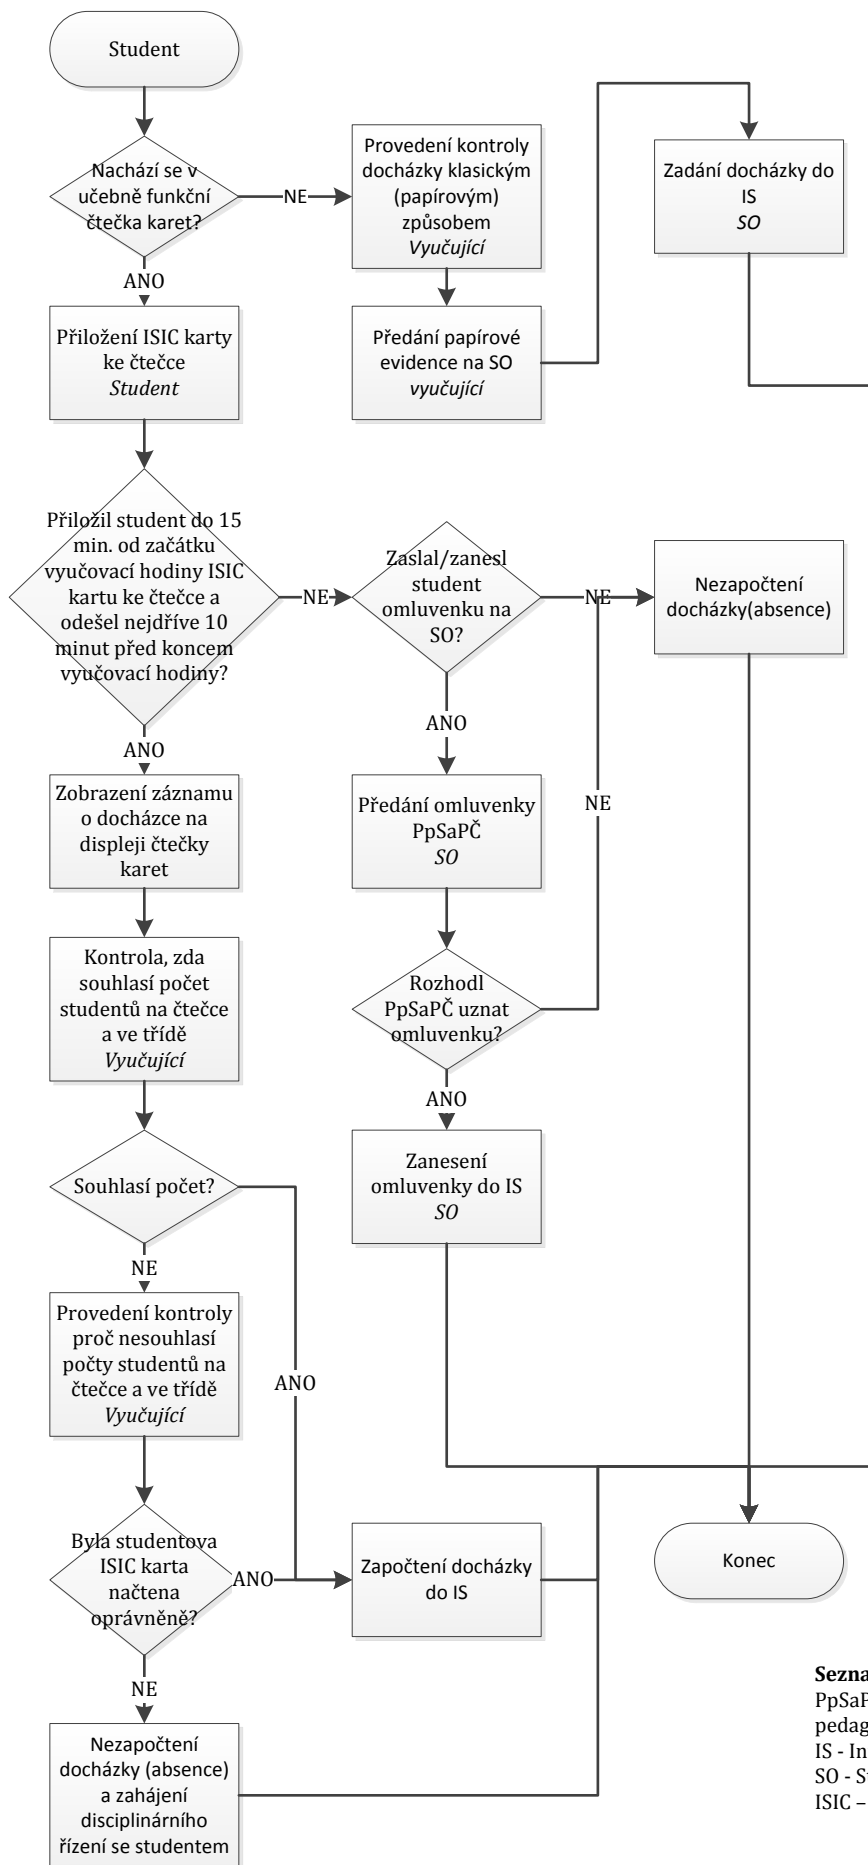 Student
Nachází se v
učebně funkční
čtečka karet?
NE
Provedení kontroly
docházky klasickým
(papírovým)
způsobem
Vyučující
Zadání docházky do
IS
SO
ANO
Přiložení ISIC karty
ke čtečce
Student
Předání papírové
evidence na SO
vyučující
Přiložil student do 15
min. od začátku
vyučovací hodiny ISIC
kartu ke čtečce a
odešel nejdříve 10
minut před koncem
vyučovací hodiny?
NE
Zaslal/zanesl
student
omluvenku na
SO?
NE
Nezapočtení
docházky(absence)
ANO
ANO
Zobrazení záznamu
o docházce na
displeji čtečky
karet
Předání omluvenky
PpSaPČ
SO
NE
Kontrola, zda
souhlasí počet
studentů na čtečce
a ve třídě
Vyučující
Rozhodl
PpSaPČ uznat
omluvenku?
ANO
Souhlasí počet?
Zanesení
omluvenky do IS
SO
NE
Provedení kontroly
proč nesouhlasí
počty studentů na
čtečce a ve třídě
Vyučující
ANO
Byla studentova
ISIC karta
načtena
oprávněně?
ANO
Započtení docházky
do IS
Konec
NE
Nezapočtení
docházky (absence)
a zahájení
disciplinárního
řízení se studentem
Sezna
PpSaP
pedag
IS - In
SO - S
ISIC –